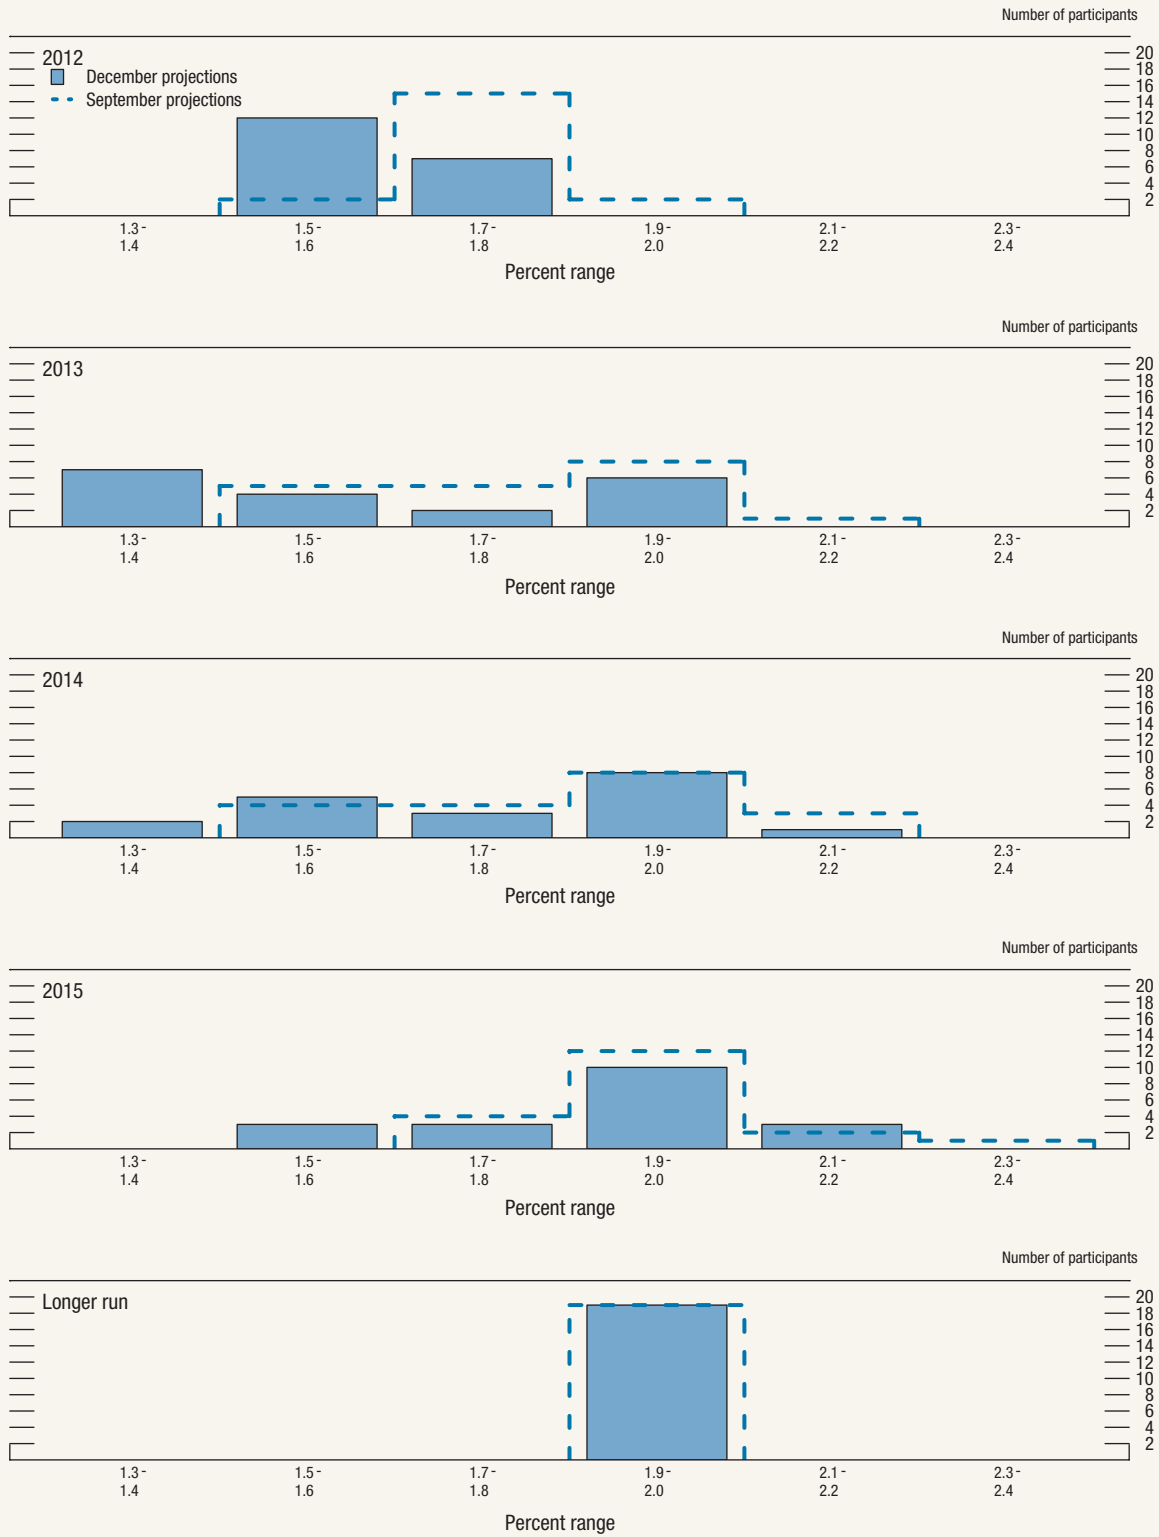 Number of participants
2012
December projections
September projections
20
18
16
14
12
10
8
6
4
2
1.3- 1.5- 1.7- 1.9- 2.1- 2.3-
1.4 1.6 1.8 2.0 2.2 2.4
Percent range
Number of participants
2013
20
18
16
14
12
10
8
6
4
2
1.3- 1.5- 1.7- 1.9- 2.1- 2.3-
1.4 1.6 1.8 2.0 2.2 2.4
Percent range
Number of participants
2014
20
18
16
14
12
10
8
6
4
2
1.3- 1.5- 1.7- 1.9- 2.1- 2.3-
1.4 1.6 1.8 2.0 2.2 2.4
Percent range
Number of participants
2015
20
18
16
14
12
10
8
6
4
2
1.3- 1.5- 1.7- 1.9- 2.1- 2.3-
1.4 1.6 1.8 2.0 2.2 2.4
Percent range
Number of participants
Longer run
20
18
16
14
12
10
8
6
4
2
1.3- 1.5- 1.7- 1.9- 2.1- 2.3-
1.4 1.6 1.8 2.0 2.2 2.4
Percent range